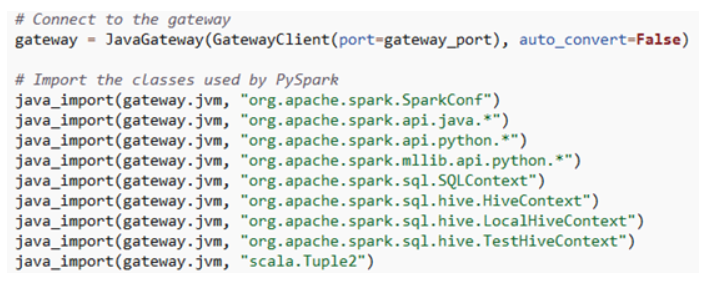 # Connect to the gateway
gateway = JavaGateway(GatewayClient(port=gateway_port), auto_convert=False)
# Import the classes used by PySpark
java_import(gateway.jvm, "org.apache.spark.SparkConf")
java_import(gateway.jvm, "org.apache.spark.api.java.*")
java_import(gateway.jvm, "org.apache.spark.api.python.*")
java_import(gateway.jvm, "org.apache.spark.mllib.api.python.*")
java_import(gateway.jvm, "org.apache.spark.sql.SQLContext")
java_import(gateway.jvm, "org.apache.spark.sql.hive.HiveContext")
java_import(gateway.jvm, "org.apache.spark.sql.hive.LocalHiveContext")
java_import(gateway.jvm, "org.apache.spark.sql.hive.TestHiveContext")
java_import(gateway.jvm, "scala.Tuple2")